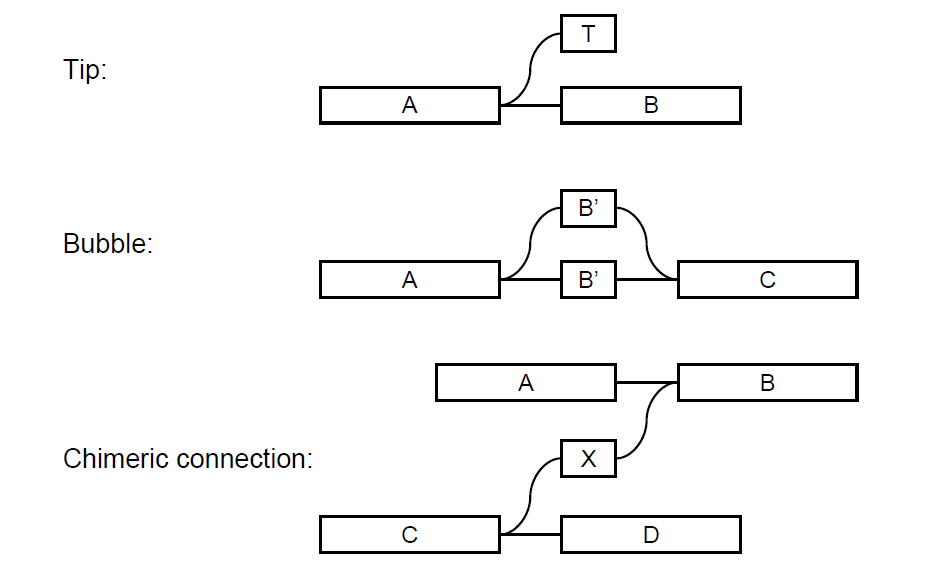 T
Tip:
A
B
B’
Bubble:
A
B’
C
A
B
Chimeric connection:
X
C
D